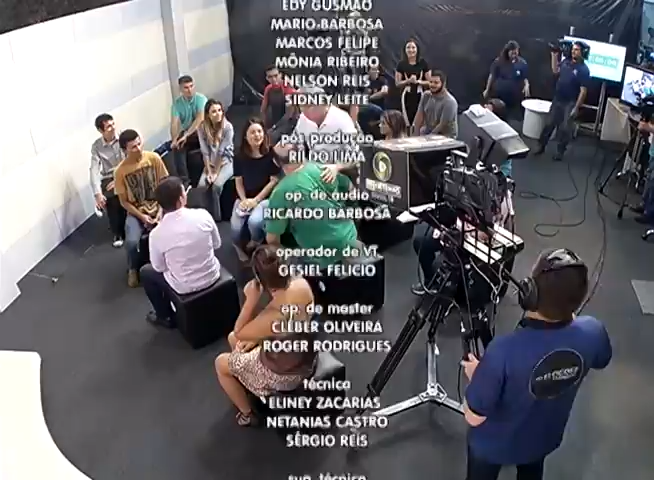 EDY GUSMÃO
MARIO BARBOSA
MARCOS FELIPE
MÔNIA RIBEIRO
NELSON REIS
SIDNEY LEITE
pós produção
RILDO LIMA
op. de áudio
RICARDO BARBOSA
operador de VT
GESIEL FELICIO
op. de master
CLÉBER OLIVEIRA
ROGER RODRIGUES
técnica
ELINEY ZACARIAS
NETANIAS CASTRO
SÉRGIO REIS
sup. técnico